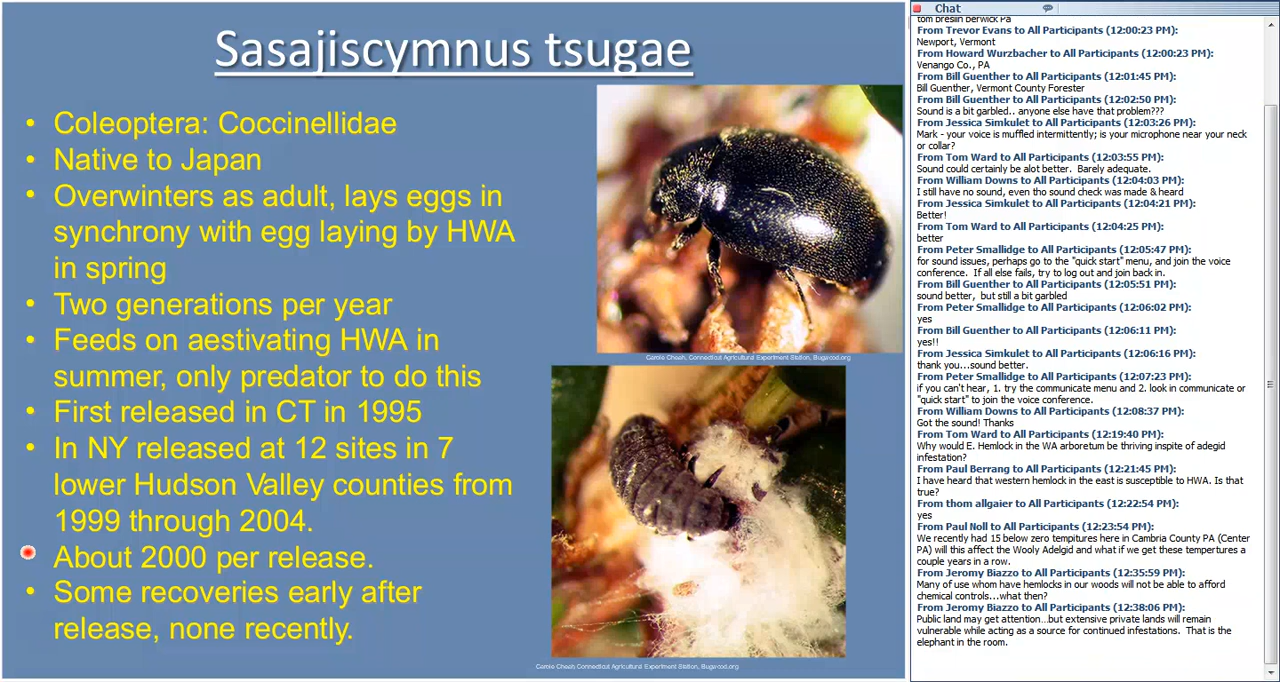 Sasajiscymnus tsugae
• Coleoptera: Coccinellidae
• Native to Japan
• Overwinters as adult, lays eggs in
synchrony with egg laying by HWA
in spring
• Two generations per year
• Feeds on aestivating HWA in
summer, only predator to do this
• First released in CT in 1995
• In NY released at 12 sites in 7
lower Hudson Valley counties from
1999 through 2004.
• About 2000 per release.
• Some recoveries early after
release, none recently.
Carole Cheah, Connecticut Agricultural Experiment Station, Bugwood.org
Carole Cheah, Connecticut Agricultural Experiment Station, Bugwood.org
Chat
tom breslin berwick Pa
From Trevor Evans to All Participants (12:00:23 PM):
Newport, Vermont
From Howard Wurzbacher to All Participants (12:00:23 PM):
Venango Co., PA
From Bill Guenther to All Participants (12:01:45 PM):
Bill Guenther, Vermont County Forester
From Bill Guenther to All Participants (12:02:50 PM):
Sound is a bit garbled.. anyone else have that problem???
From Jessica Simkulet to All Participants (12:03:26 PM):
Mark - your voice is muffled intermittently; is your microphone near your neck
or collar?
From Tom Ward to All Participants (12:03:55 PM):
Sound could certainly be alot better.  Barely adequate.
From William Downs to All Participants (12:04:03 PM):
I still have no sound, even tho sound check was made & heard
From Jessica Simkulet to All Participants (12:04:21 PM):
Better!
From Tom Ward to All Participants (12:04:25 PM):
better
From Peter Smallidge to All Participants (12:05:47 PM):
for sound issues, perhaps go to the "quick start" menu, and join the voice
conference.  If all else fails, try to log out and join back in.
From Bill Guenther to All Participants (12:05:51 PM):
sound better,  but still a bit garbled
From Peter Smallidge to All Participants (12:06:02 PM):
yes
From Bill Guenther to All Participants (12:06:11 PM):
yes!!
From Jessica Simkulet to All Participants (12:06:16 PM):
thank you...sound better.
From Peter Smallidge to All Participants (12:07:23 PM):
if you can't hear, 1. try the communicate menu and 2. look in communicate or
"quick start" to join the voice conference.
From William Downs to All Participants (12:08:37 PM):
Got the sound! Thanks
From Tom Ward to All Participants (12:19:40 PM):
Why would E. Hemlock in the WA arboretum be thriving inspite of adegid
infestation?
From Paul Berrang to All Participants (12:21:45 PM):
I have heard that western hemlock in the east is susceptible to HWA. Is that
true?
From thom allgaier to All Participants (12:22:54 PM):
yes
From Paul Noll to All Participants (12:23:54 PM):
We recently had 15 below zero tempitures here in Cambria County PA (Center
PA) will this affect the Wooly Adelgid and what if we get these tempertures a
couple years in a row.
From Jeromy Biazzo to All Participants (12:35:59 PM):
Many of use whom have hemlocks in our woods will not be able to afford
chemical controls...what then?
From Jeromy Biazzo to All Participants (12:38:06 PM):
Public land may get attention...but extensive private lands will remain
vulnerable while acting as a source for continued infestations.  That is the
elephant in the room.